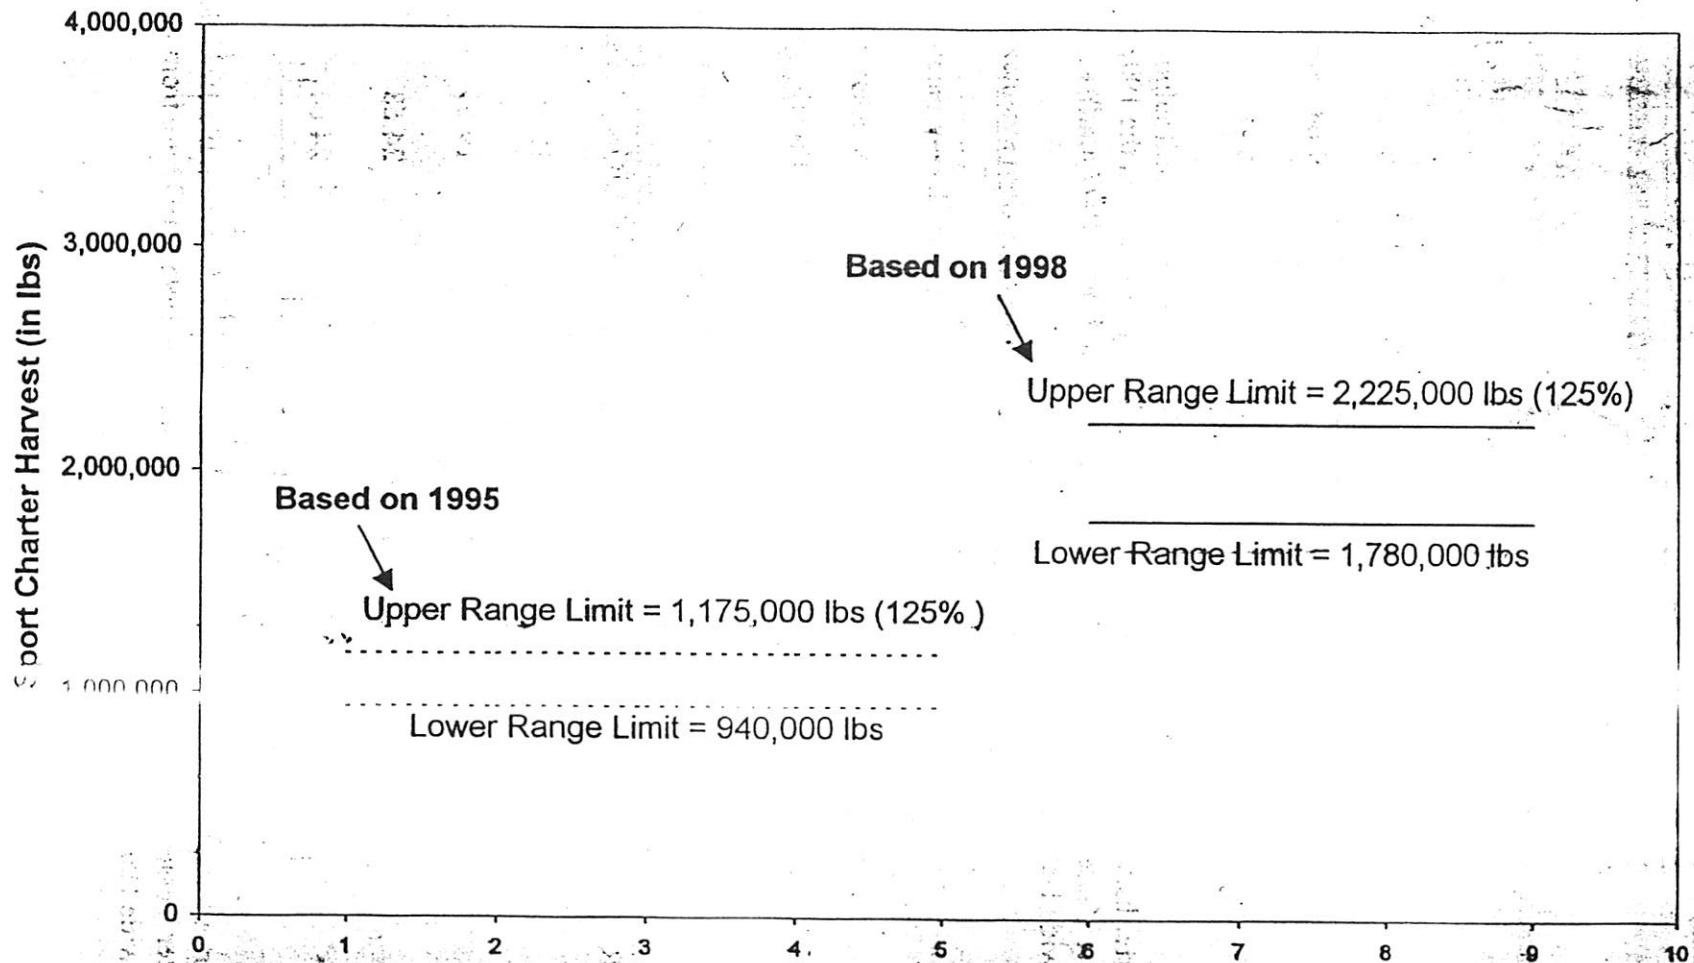 4,000,000
3,000,000
2,000,000
1,000,000
0
Sport Charter Harvest (in lbs)
Based on 1998
Upper Range Limit = 2,225,000 lbs (125%)
Lower Range Limit = 1,780,000 lbs
Based on 1995
Upper Range Limit = 1,175,000 lbs (125% )
Lower Range Limit = 940,000 lbs
0 1 2 3 4 5 6 7 8 9 10